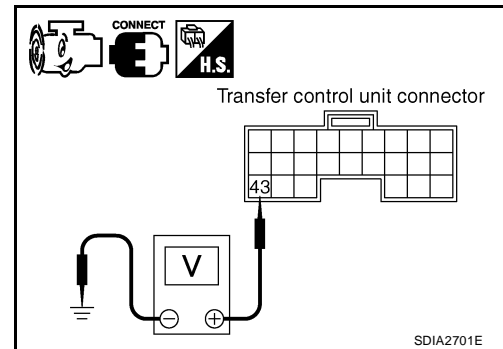 CONNECT
H.S.
Transfer control unit connector
43
V
− +
SDIA2701E